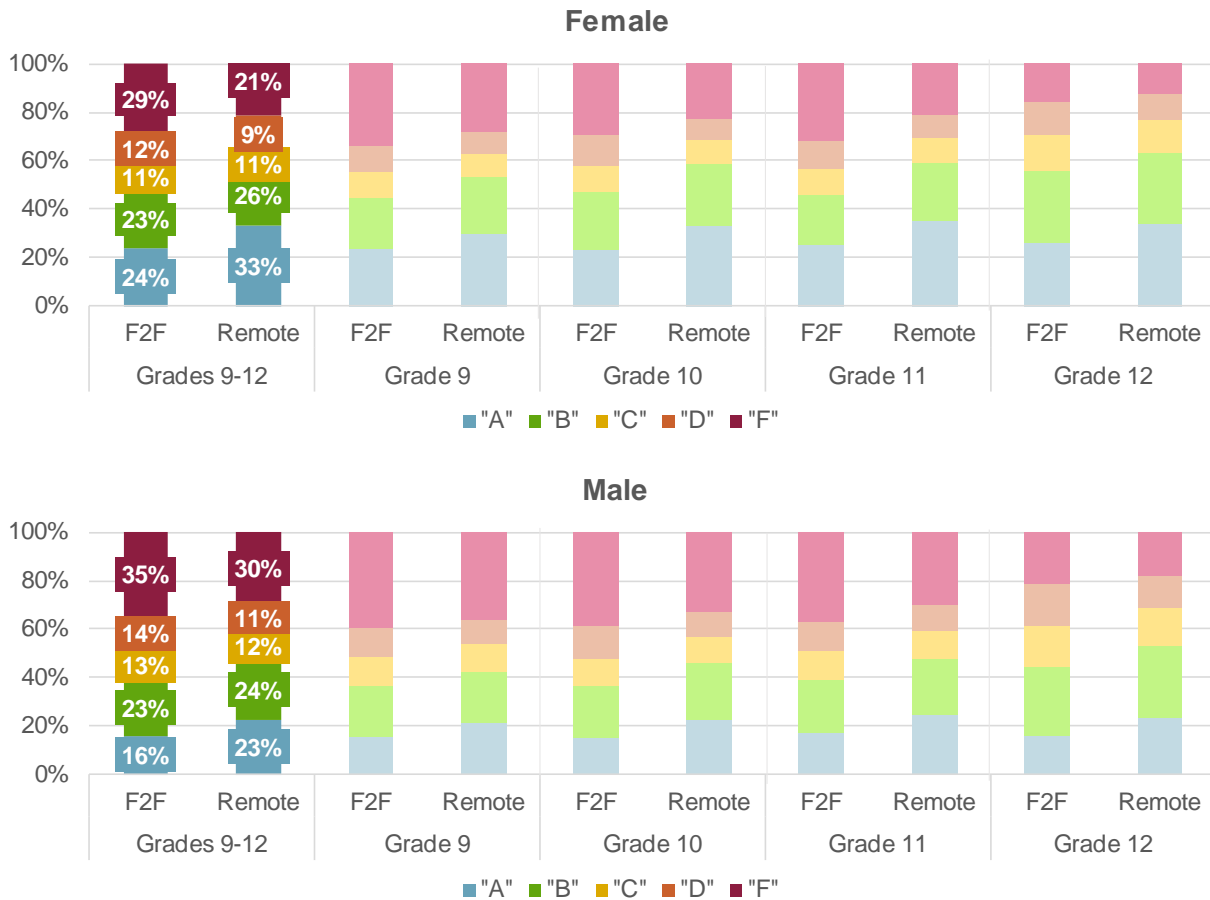 Female
100%
80%
60%
40%
20%
0%
29% 21%
12% 9%
11% 11%
23% 26%
24% 33%
F2F Remote F2F Remote F2F Remote F2F Remote F2F Remote
Grades 9-12 Grade 9 Grade 10 Grade 11 Grade 12
"A" "B" "C" "D" "F"
Male
100%
80%
60%
40%
20%
0%
35% 30%
14% 11%
13% 12%
23% 24%
16% 23%
F2F Remote F2F Remote F2F Remote F2F Remote F2F Remote
Grades 9-12 Grade 9 Grade 10 Grade 11 Grade 12
"A" "B" "C" "D" "F"